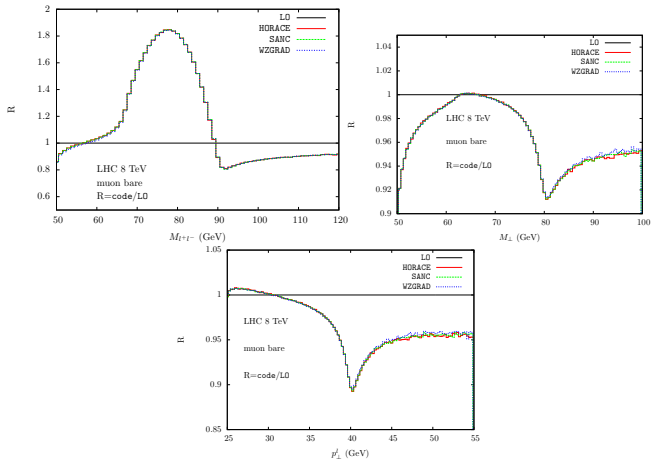 2
1.8
1.6
1.4
1.2
1
0.8
0.6
R
LO
HORACE
SANC
WZGRAD
LHC 8 TeV
muon bare
R=code/LO
50 60 70 80 90 100 110 120
M_{l+l−} (GeV)
1.04
1.02
1
0.98
0.96
0.94
0.92
0.9
R
LO
HORACE
SANC
WZGRAD
LHC 8 TeV
muon bare
R=code/LO
50 60 70 80 90 100
M_⊥ (GeV)
1.05
1
0.95
0.9
0.85
R
LO
HORACE
SANC
WZGRAD
LHC 8 TeV
muon bare
R=code/LO
25 30 35 40 45 50 55
p_⊥^l (GeV)